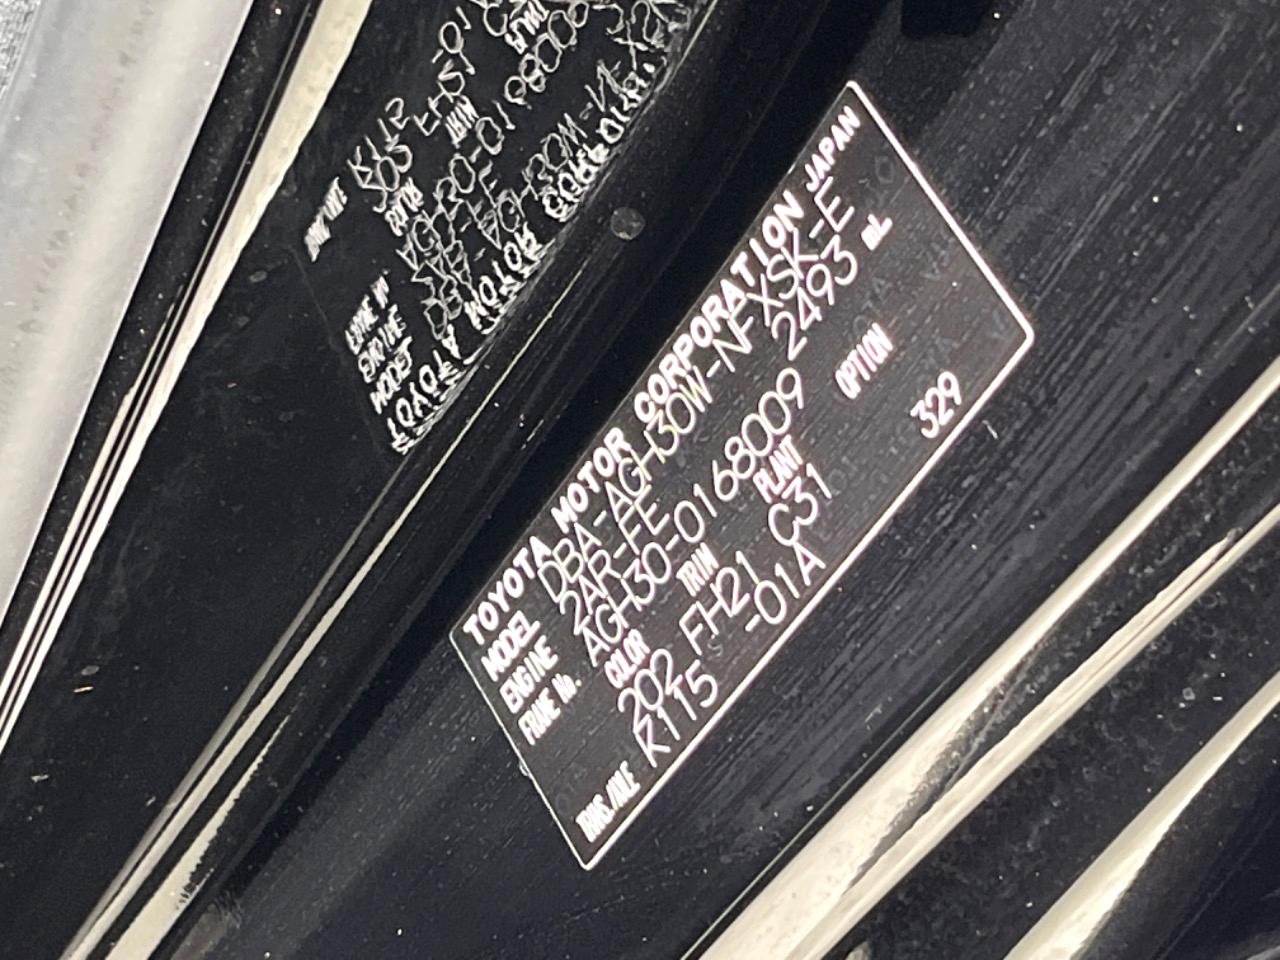 TOYOTA MOTOR CORPORATION JAPAN
MODEL DBA-AGH30W-NFXSK-E
ENGINE 2AR-FE 2493 mL
FRAME No. AGH30-0168009
COLOR TRIM PLANT OPTION
202 FH21 C31 329
TRANS./AXLE K115 -01A